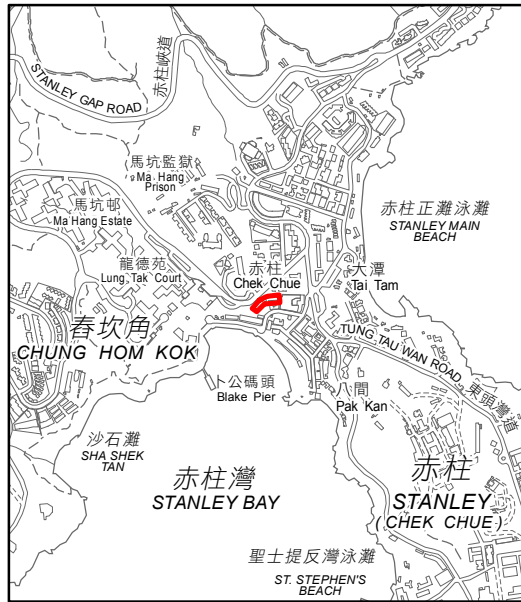 赤柱峽道
STANLEY GAP ROAD
馬坑監獄
Ma Hang
Prison
馬坑邨
Ma Hang Estate
赤柱正灘泳灘
STANLEY MAIN
BEACH
龍德苑
Lung Tak Court
赤柱
Chek Chue
大潭
Tai Tam
舂坎角
CHUNG HOM KOK
TUNG TAU WAN ROAD
東頭灣道
卜公碼頭
Blake Pier
八間
Pak Kan
沙石灘
SHA SHEK
TAN
赤柱灣
STANLEY BAY
赤柱
STANLEY
( CHEK CHUE )
聖士提反灣泳灘
ST. STEPHEN'S
BEACH